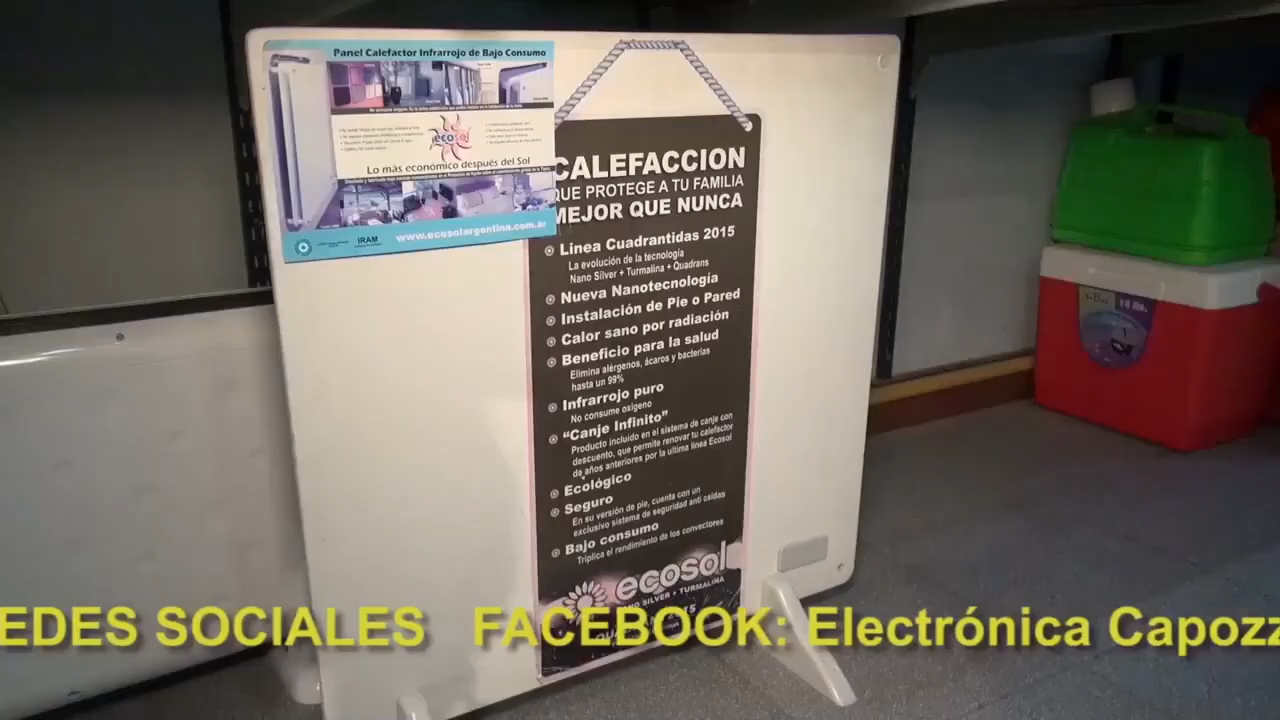 Panel Calefactor Infrarrojo de Bajo Consumo
ecosol
Lo más económico después del Sol
IRAM
www.ecosolargentina.com.ar
CALEFACCION
QUE PROTEGE A TU FAMILIA
MEJOR QUE NUNCA
Linea Cuadrantidas 2015
La evolución de la tecnología
Nano Silver + Turmalina + Quadrans
Nueva Nanotecnología
Instalación de Pie o Pared
Calor sano por radiación
Beneficio para la salud
Elimina alérgenos, ácaros y bacterias
hasta un 99%
Infrarrojo puro
No consume oxígeno
“Canje Infinito”
Producto incluido en el sistema de canje con
descuento, que permite renovar tu calefactor
de años anteriores por la ultima linea Ecosol
Ecológico
Seguro
En su versión de pie, cuenta con un
exclusivo sistema de seguridad anti caidas
Bajo consumo
Triplica el rendimiento de los convectores
ecosol
NANO SILVER + TURMALINA
EDES SOCIALES FACEBOOK: Electrónica Capozz